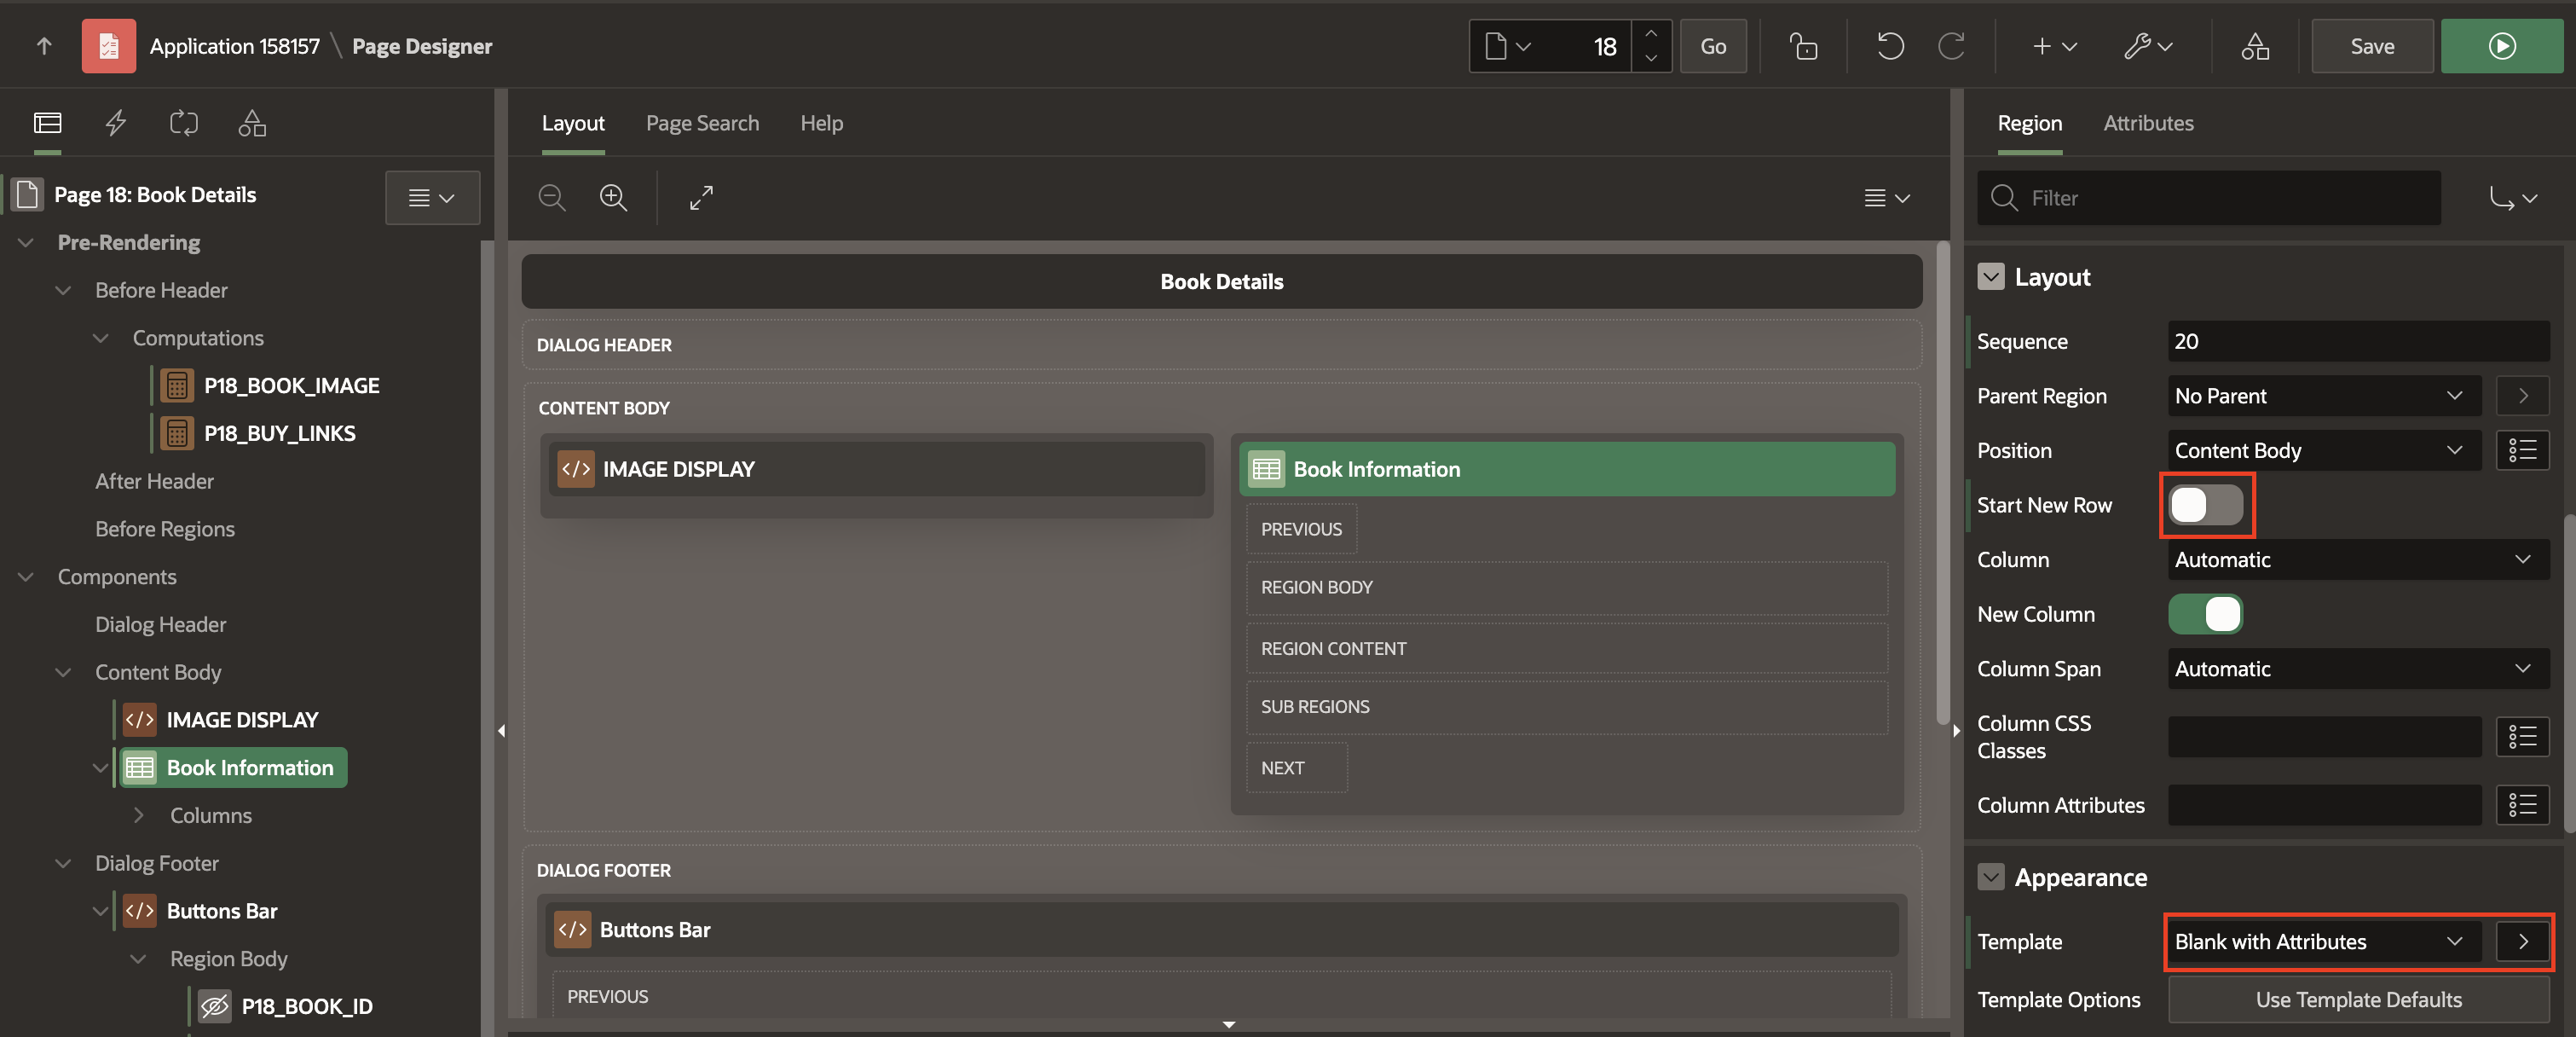 Application 158157 \ Page Designer
18
Go
Save
Page 18: Book Details
Pre-Rendering
Before Header
Computations
P18_BOOK_IMAGE
P18_BUY_LINKS
After Header
Before Regions
Components
Dialog Header
Content Body
IMAGE DISPLAY
Book Information
Columns
Dialog Footer
Buttons Bar
Region Body
P18_BOOK_ID
Layout Page Search Help
Book Details
DIALOG HEADER
CONTENT BODY
IMAGE DISPLAY
Book Information
PREVIOUS
REGION BODY
REGION CONTENT
SUB REGIONS
NEXT
DIALOG FOOTER
Buttons Bar
PREVIOUS
Region Attributes
Filter
Layout
Sequence 20
Parent Region No Parent
Position Content Body
Start New Row
Column Automatic
New Column
Column Span Automatic
Column CSS
Classes
Column Attributes
Appearance
Template Blank with Attributes
Template Options Use Template Defaults